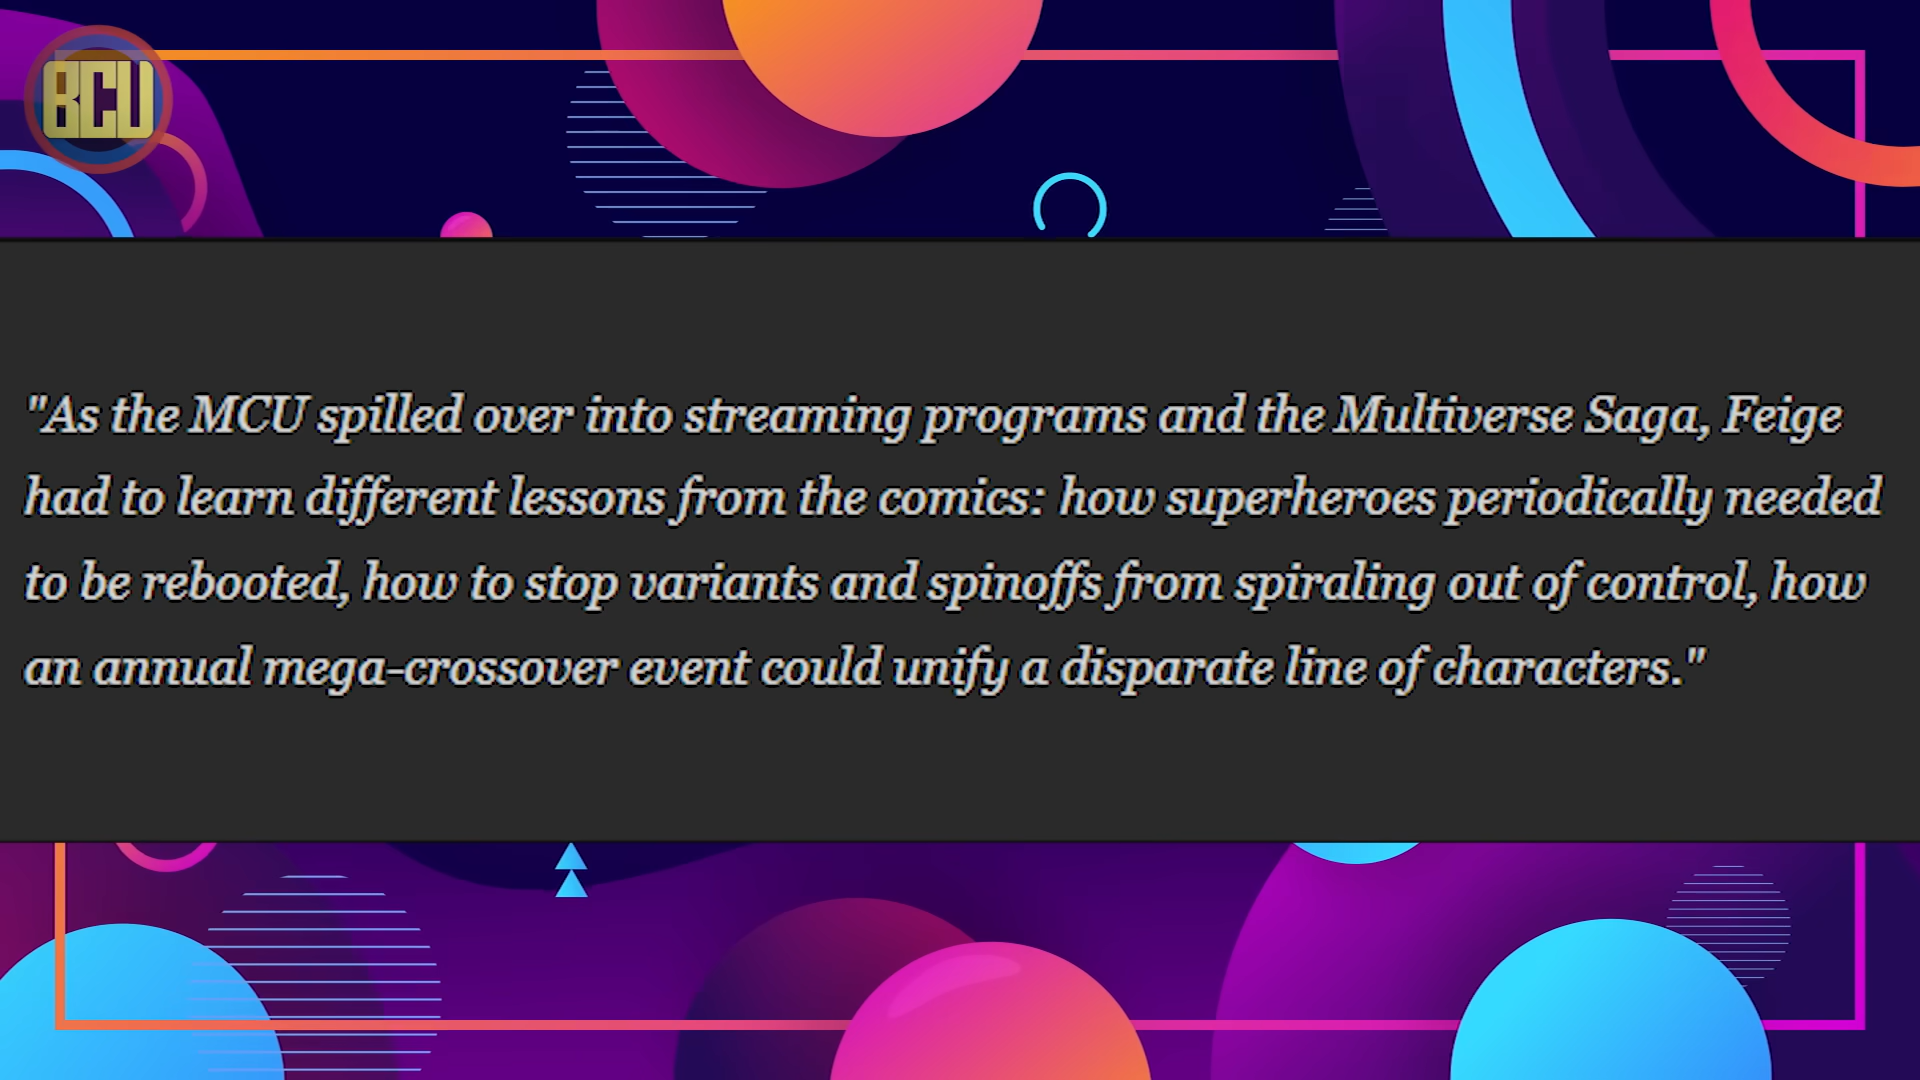 BCU
"As the MCU spilled over into streaming programs and the Multiverse Saga, Feige
had to learn different lessons from the comics: how superheroes periodically needed
to be rebooted, how to stop variants and spinoffs from spiraling out of control, how
an annual mega-crossover event could unify a disparate line of characters."